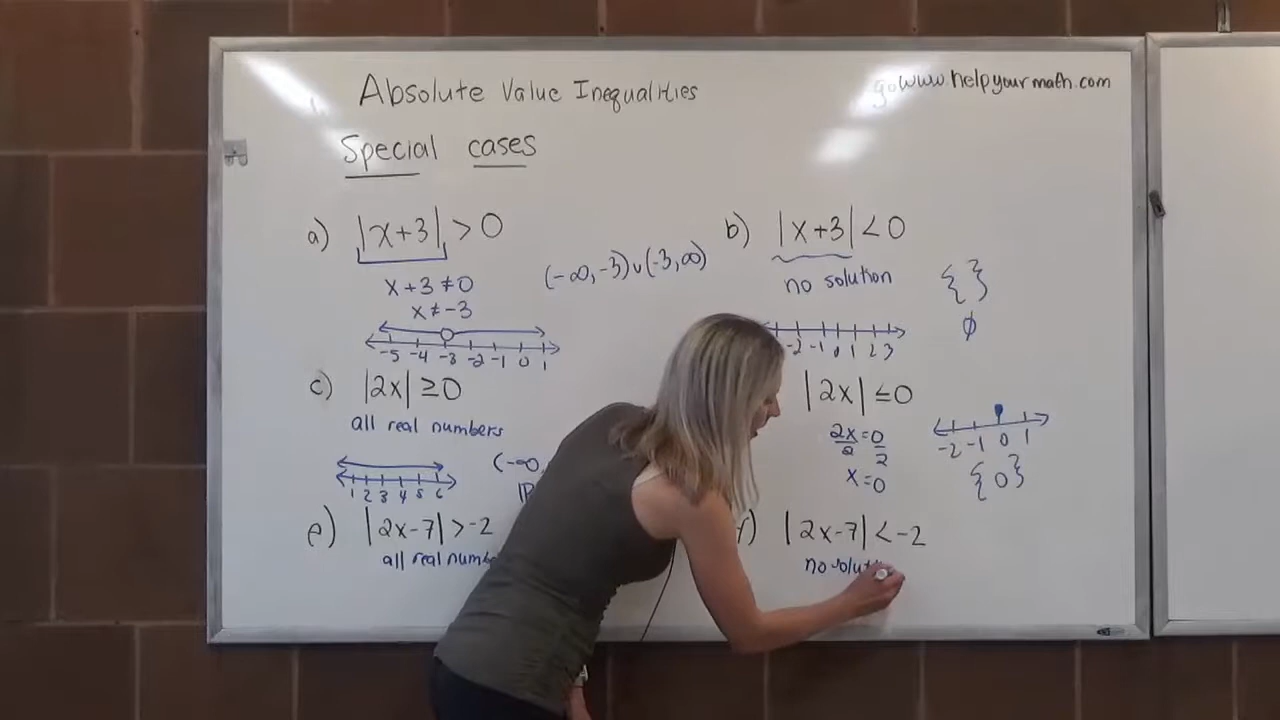 Absolute Value Inequalities
go www.helpyourmath.com
Special cases
a) |x+3| > 0
x+3 ≠ 0
x ≠ -3
(-∞, -3) ∪ (-3, ∞)
-5 -4 -3 -2 -1 0 1
b) |x+3| < 0
no solution
{ }
∅
-2 -1 0 1 2 3
c) |2x| ≥ 0
all real numbers
(-∞,
1 2 3 4 5 6
|2x| ≤ 0
2x = 0
2 2
x = 0
-2 -1 0 1
{0}
e) |2x-7| > -2
all real
f) |2x-7| < -2
no